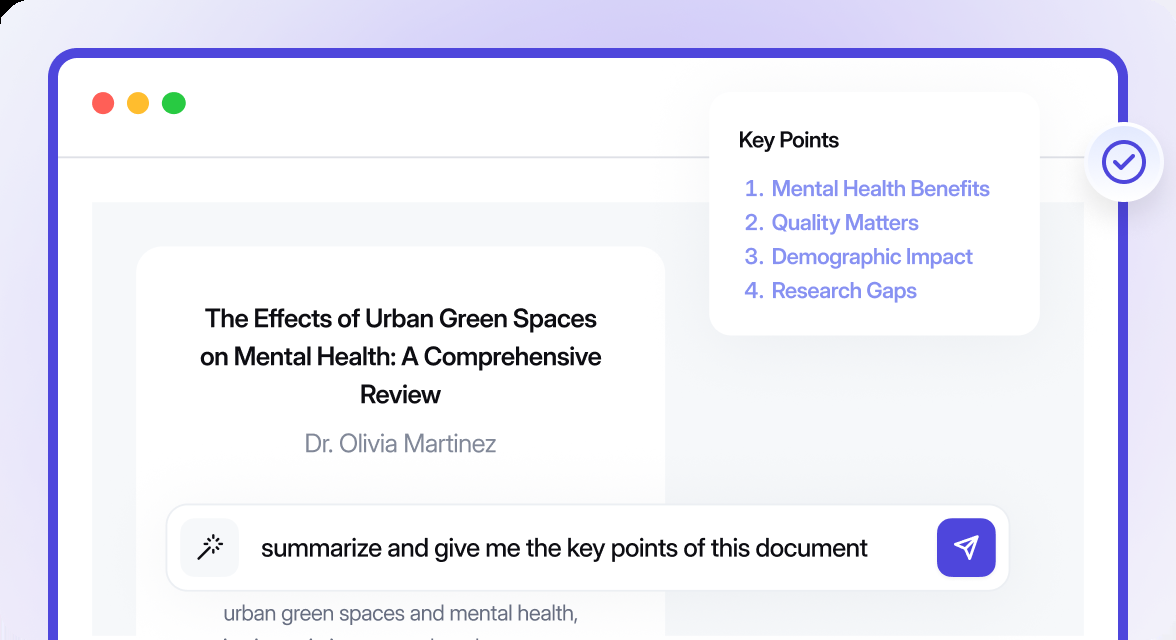 Key Points
1. Mental Health Benefits
2. Quality Matters
3. Demographic Impact
4. Research Gaps
The Effects of Urban Green Spaces
on Mental Health: A Comprehensive
Review
Dr. Olivia Martinez
summarize and give me the key points of this document
urban green spaces and mental health,